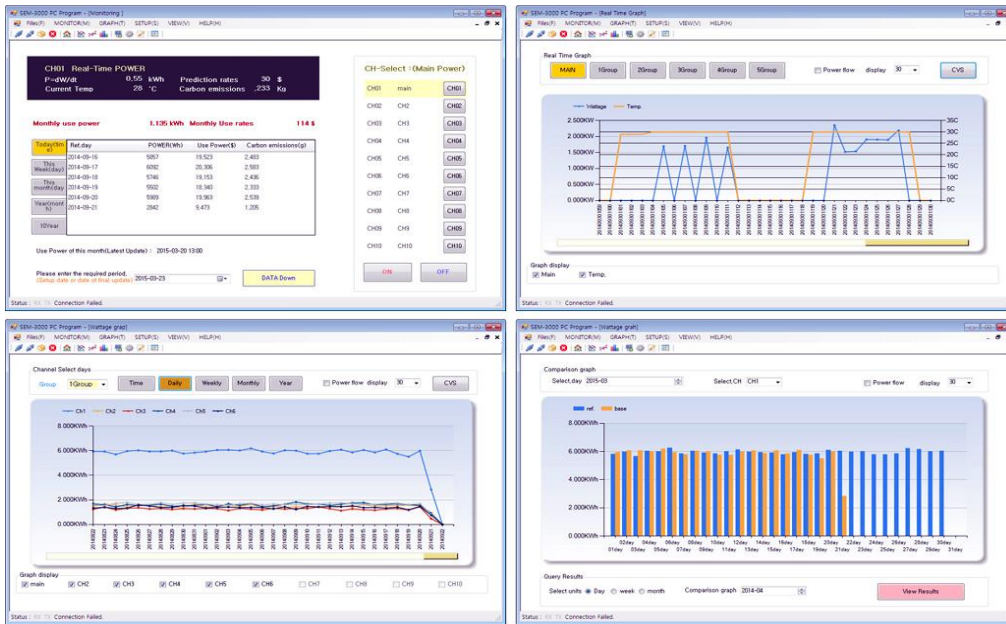 SEM-3000 PC Program - [Monitoring ]
Files(F) MONITOR(M) GRAPH(T) SETUP(S) VIEW(V) HELP(H)
CH01 Real-Time POWER
P=dW/dt 0,55 kWh Prediction rates 30 $
Current Temp 28 °C Carbon emissions ,233 Kg
Monthly use power 1,135 kWh Monthly Use rates 114 $
Today(time)
This Week(day)
This month(day
Year(month)
10Year
Ref.day POWER(Wh) Use Power($) Carbon emissions(g)
2014-09-16 5857 19,523 2,483
2014-09-17 6092 20,306 2,583
2014-09-18 5746 19,153 2,436
2014-09-19 5502 18,340 2,333
2014-09-20 5989 19,963 2,539
2014-09-21 2842 9,473 1,205
Use Power of this month(Latest Update) : 2015-03-20 13:00
Please enter the required period.
(Setup date or date of final update) 2015-03-23
DATA Down
CH-Select : (Main Power)
CH01 main CH01
CH02 CH2 CH02
CH03 CH3 CH03
CH04 CH4 CH04
CH05 CH5 CH05
CH06 CH6 CH06
CH07 CH7 CH07
CH08 CH8 CH08
CH09 CH9 CH09
CH10 CH10 CH10
ON OFF
Status : RX TX Connection Failed.
SEM-3000 PC Program - [Real Time Graph]
Files(F) MONITOR(M) GRAPH(T) SETUP(S) VIEW(V) HELP(H)
Real Time Graph
MAIN 1Group 2Group 3Group 4Group 5Group Power flow display 30 CVS
Wattage Temp
2.500KW
2.000KW
1.500KW
1.000KW
0.500KW
0.000KW
35C
30C
25C
20C
15C
10C
5C
0C
Graph display
Main Temp.
Status : RX TX Connection Failed.
SEM-3000 PC Program - [Wattage grap]
Files(F) MONITOR(M) GRAPH(T) SETUP(S) VIEW(V) HELP(H)
Channel Select days
Group 1Group Time Daily Weekly Monthly Year Power flow display 30 CVS
Ch1 Ch2 Ch3 Ch4 Ch5 Ch6
8.000KWh
6.000KWh
4.000KWh
2.000KWh
0.000KWh
Graph display
main CH2 CH3 CH4 CH5 CH6 CH7 CH8 CH9 CH10
Status : RX TX Connection Failed.
SEM-3000 PC Program - [Wattage grah]
Files(F) MONITOR(M) GRAPH(T) SETUP(S) VIEW(V) HELP(H)
Comparison graph
Select,day 2015-03 Select,CH CH1 Power flow display 30
ref. base
8.000KWh
6.000KWh
4.000KWh
2.000KWh
0.000KWh
02day 04day 06day 08day 10day 12day 14day 16day 18day 20day 22day 24day 26day 28day 30day
01day 03day 05day 07day 09day 11day 13day 15day 17day 19day 21day 23day 25day 27day 29day 31day
Query Results
Select units Day week month Comparison graph 2014-04 View Results
Status : RX TX Connection Failed.